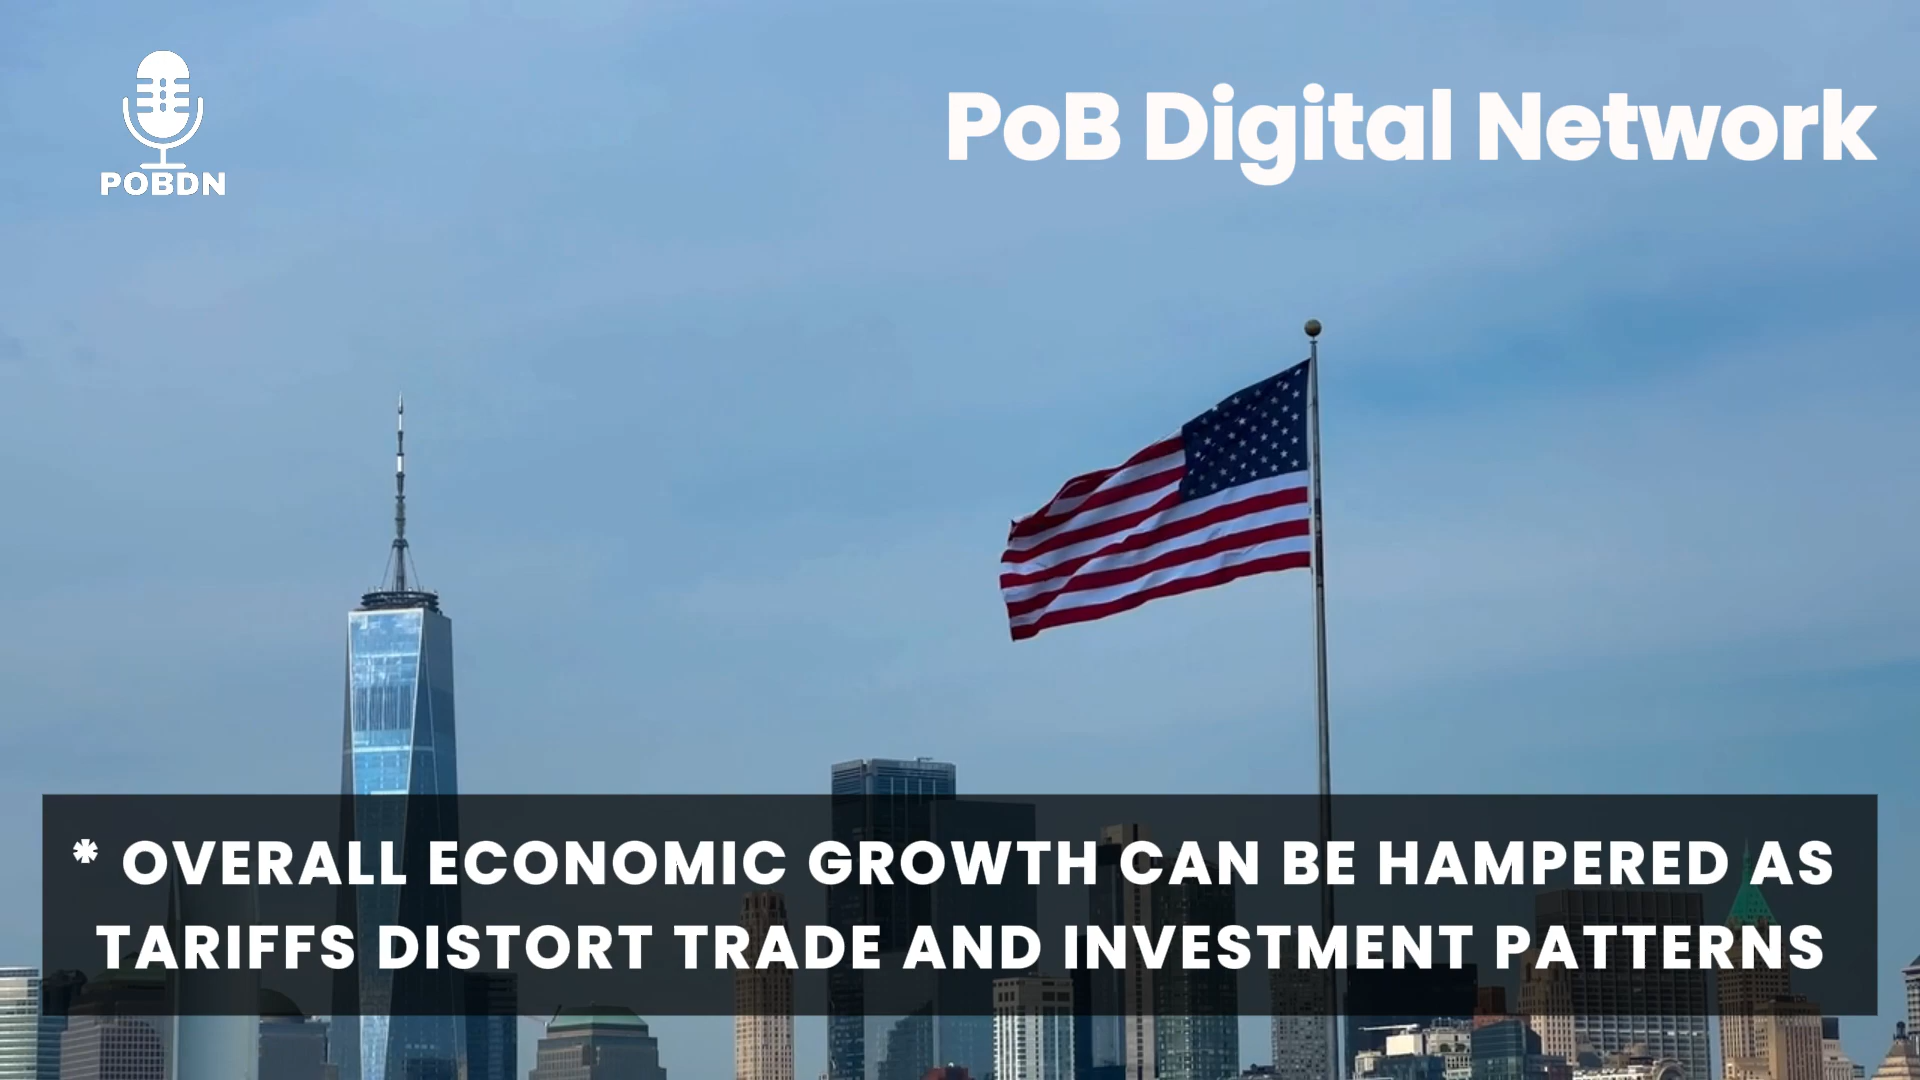 POBDN
PoB Digital Network
* OVERALL ECONOMIC GROWTH CAN BE HAMPERED AS
TARIFFS DISTORT TRADE AND INVESTMENT PATTERNS